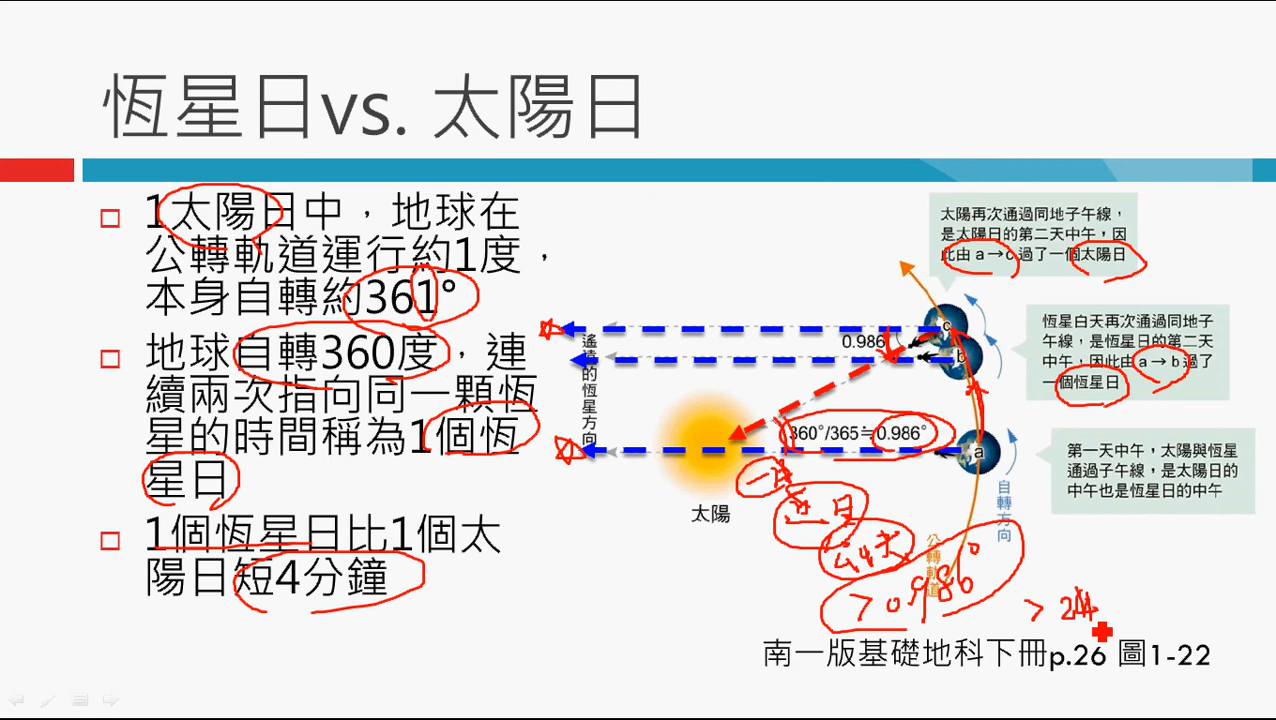 恆星日vs. 太陽日
1太陽日中，地球在
公轉軌道運行約1度，
本身自轉約361°
地球自轉360度，連
續兩次指向同一顆恆
星的時間稱為1個恆
星日
1個恆星日比1個太
陽日短4分鐘
太陽再次通過同地子午線，
是太陽日的第二天中午，因
此由 a→c 過了一個太陽日
恆星白天再次通過同地子
午線，是恆星日的第二天
中午，因此由 a→b 過了
一個恆星日
第一天中午，太陽與恆星
通過子午線，是太陽日的
中午也是恆星日的中午
遙遠的恆星方向
0.986
c
b
a
360°/365≒0.986°
太陽
自轉方向
公轉軌道
>0.986°
>24
南一版基礎地科下冊p.26 圖1-22